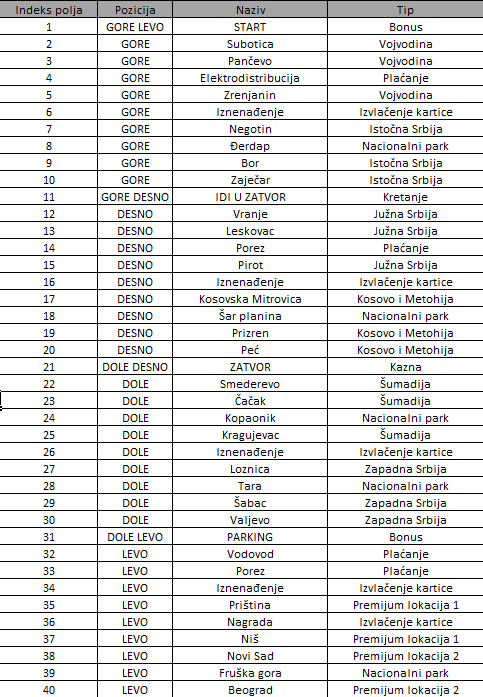 Indeks polja Pozicija Naziv Tip
1 GORE LEVO START Bonus
2 GORE Subotica Vojvodina
3 GORE Pančevo Vojvodina
4 GORE Elektrodistribucija Plaćanje
5 GORE Zrenjanin Vojvodina
6 GORE Iznenađenje Izvlačenje kartice
7 GORE Negotin Istočna Srbija
8 GORE Đerdap Nacionalni park
9 GORE Bor Istočna Srbija
10 GORE Zaječar Istočna Srbija
11 GORE DESNO IDI U ZATVOR Kretanje
12 DESNO Vranje Južna Srbija
13 DESNO Leskovac Južna Srbija
14 DESNO Porez Plaćanje
15 DESNO Pirot Južna Srbija
16 DESNO Iznenađenje Izvlačenje kartice
17 DESNO Kosovska Mitrovica Kosovo i Metohija
18 DESNO Šar planina Nacionalni park
19 DESNO Prizren Kosovo i Metohija
20 DESNO Peć Kosovo i Metohija
21 DOLE DESNO ZATVOR Kazna
22 DOLE Smederevo Šumadija
23 DOLE Čačak Šumadija
24 DOLE Kopaonik Nacionalni park
25 DOLE Kragujevac Šumadija
26 DOLE Iznenađenje Izvlačenje kartice
27 DOLE Loznica Zapadna Srbija
28 DOLE Tara Nacionalni park
29 DOLE Šabac Zapadna Srbija
30 DOLE Valjevo Zapadna Srbija
31 DOLE LEVO PARKING Bonus
32 LEVO Vodovod Plaćanje
33 LEVO Porez Plaćanje
34 LEVO Iznenađenje Izvlačenje kartice
35 LEVO Priština Premijum lokacija 1
36 LEVO Nagrada Izvlačenje kartice
37 LEVO Niš Premijum lokacija 1
38 LEVO Novi Sad Premijum lokacija 2
39 LEVO Fruška gora Nacionalni park
40 LEVO Beograd Premijum lokacija 2